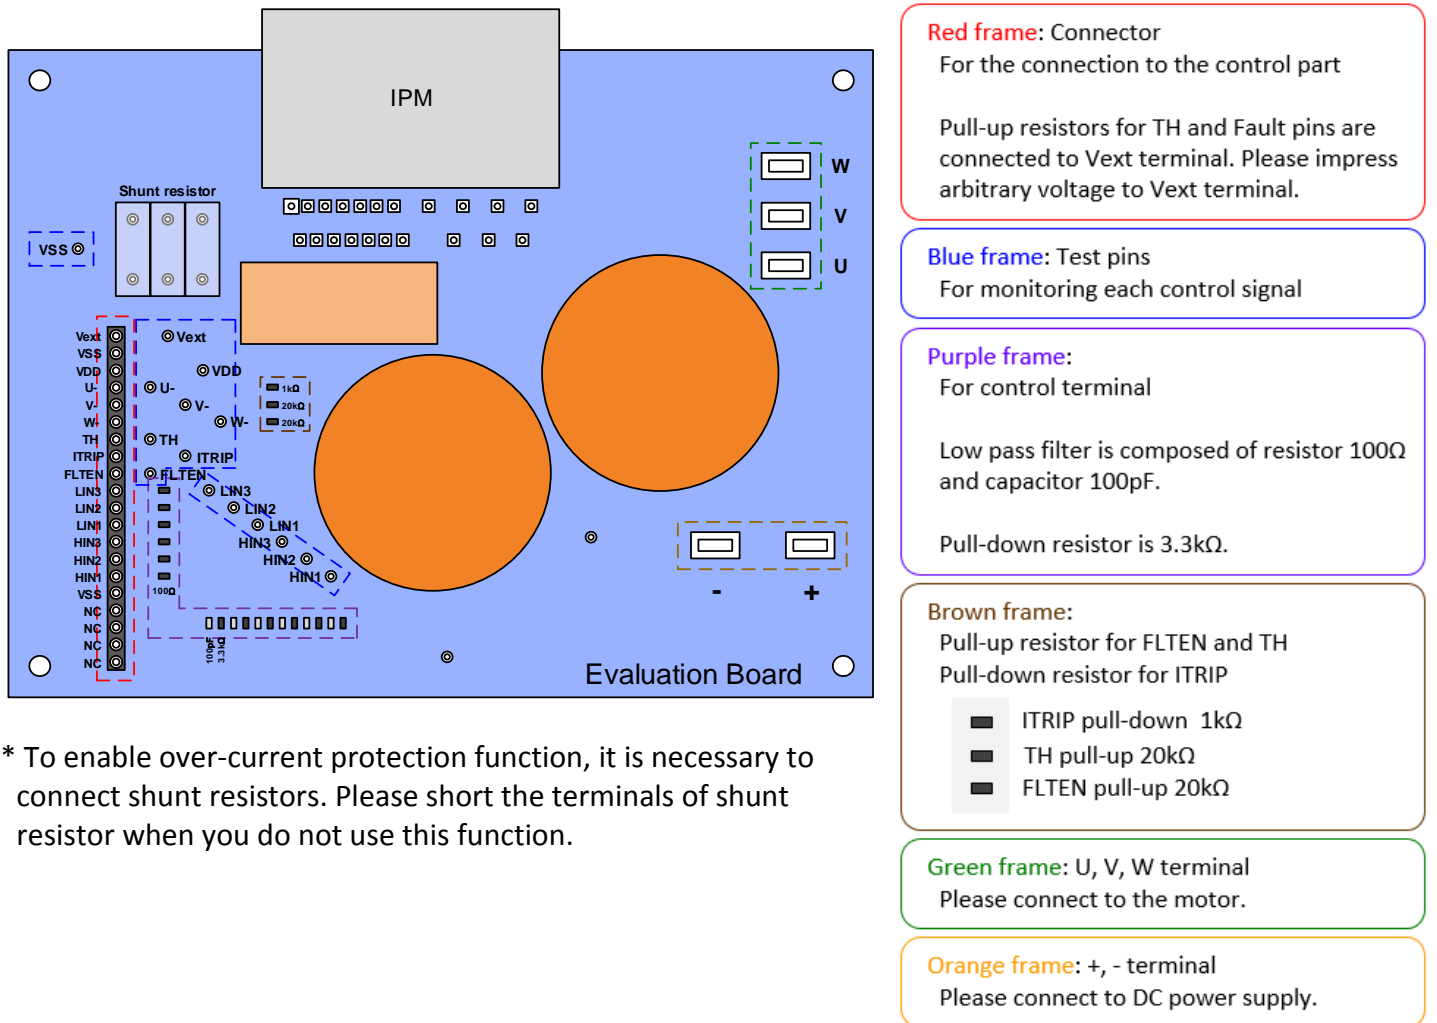 IPM
W
V
U
Shunt resistor
VSS
Vext
VSS
VDD
U-
V-
W-
TH
ITRIP
FLTEN
LIN3
LIN2
LIN1
HIN3
HIN2
HIN1
VSS
NC
NC
NC
NC
Vext
VDD
U-
V-
W-
TH
ITRIP
FLTEN
LIN3
LIN2
LIN1
HIN3
HIN2
HIN1
1kΩ
20kΩ
20kΩ
100Ω
100pF
3.3kΩ
- +
Evaluation Board
* To enable over-current protection function, it is necessary to
connect shunt resistors. Please short the terminals of shunt
resistor when you do not use this function.
Red frame: Connector
For the connection to the control part
Pull-up resistors for TH and Fault pins are
connected to Vext terminal. Please impress
arbitrary voltage to Vext terminal.
Blue frame: Test pins
For monitoring each control signal
Purple frame:
For control terminal
Low pass filter is composed of resistor 100Ω
and capacitor 100pF.
Pull-down resistor is 3.3kΩ.
Brown frame:
Pull-up resistor for FLTEN and TH
Pull-down resistor for ITRIP
ITRIP pull-down 1kΩ
TH pull-up 20kΩ
FLTEN pull-up 20kΩ
Green frame: U, V, W terminal
Please connect to the motor.
Orange frame: +, - terminal
Please connect to DC power supply.